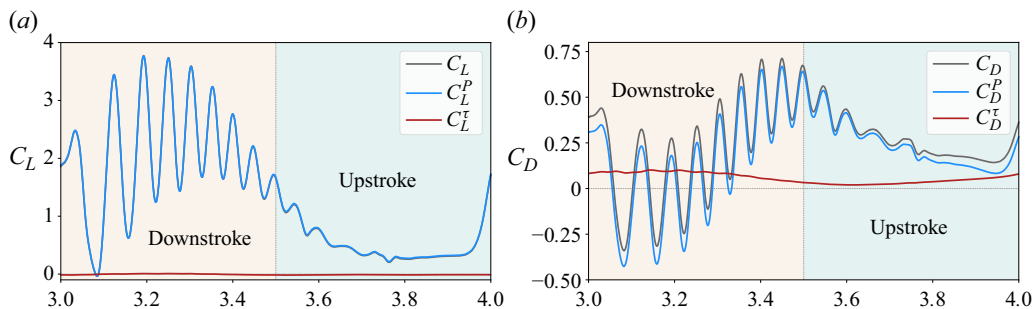 (a)
4
3
2
1
0
C_L
Downstroke
Upstroke
C_L
C_L^P
C_L^τ
3.0 3.2 3.4 3.6 3.8 4.0
(b)
0.75
0.50
0.25
0
−0.25
−0.50
C_D
Downstroke
Upstroke
C_D
C_D^P
C_D^τ
3.0 3.2 3.4 3.6 3.8 4.0